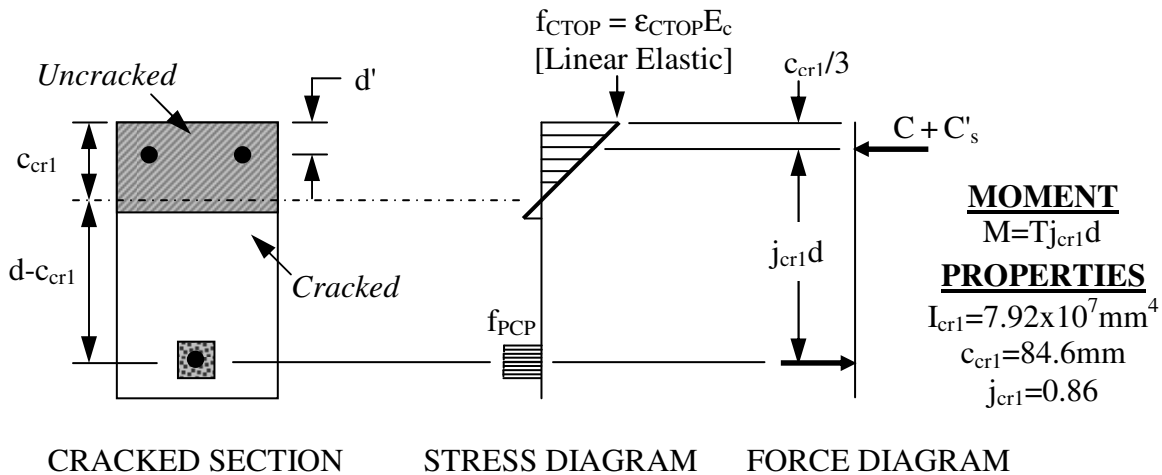 f_CTOP = ε_CTOP E_c
[Linear Elastic]
Uncracked
d'
c_cr1/3
c_cr1
C + C'_s
MOMENT
M=Tj_cr1d
d-c_cr1
Cracked
j_cr1d
PROPERTIES
I_cr1=7.92x10^7mm^4
f_PCP
c_cr1=84.6mm
j_cr1=0.86
CRACKED SECTION
STRESS DIAGRAM
FORCE DIAGRAM